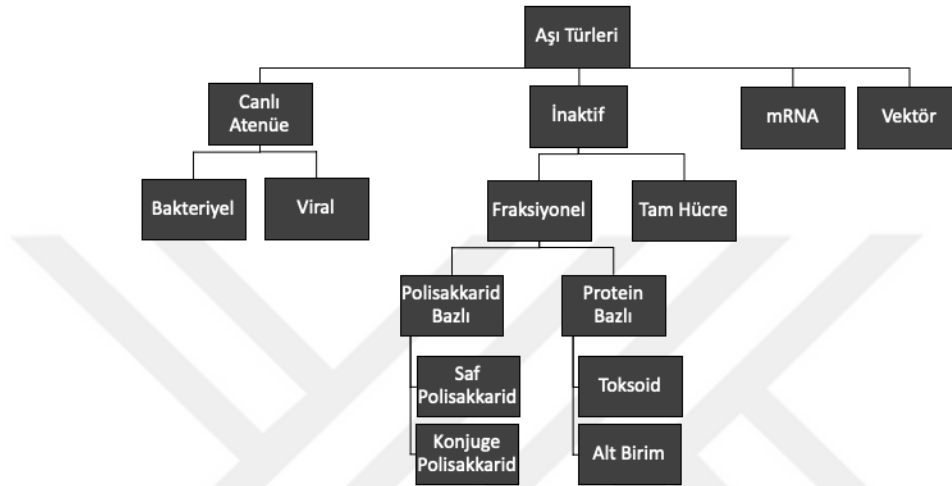 Aşı Türleri
Canlı
Atenüe
İnaktif
mRNA
Vektör
Bakteriyel
Viral
Fraksiyonel
Tam Hücre
Polisakkarid
Bazlı
Protein
Bazlı
Saf
Polisakkarid
Toksoid
Konjuge
Polisakkarid
Alt Birim